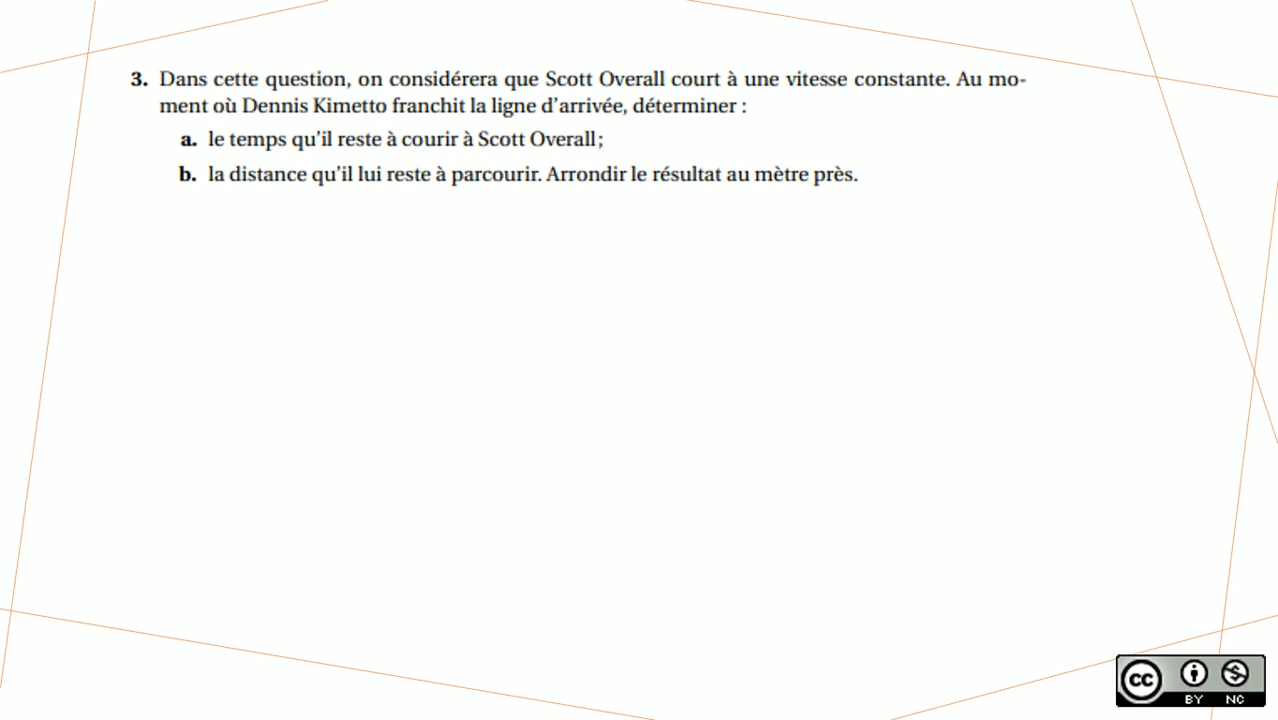 3. Dans cette question, on considérera que Scott Overall court à une vitesse constante. Au mo-
ment où Dennis Kimetto franchit la ligne d'arrivée, déterminer :
a. le temps qu'il reste à courir à Scott Overall;
b. la distance qu'il lui reste à parcourir. Arrondir le résultat au mètre près.
cc
BY NC